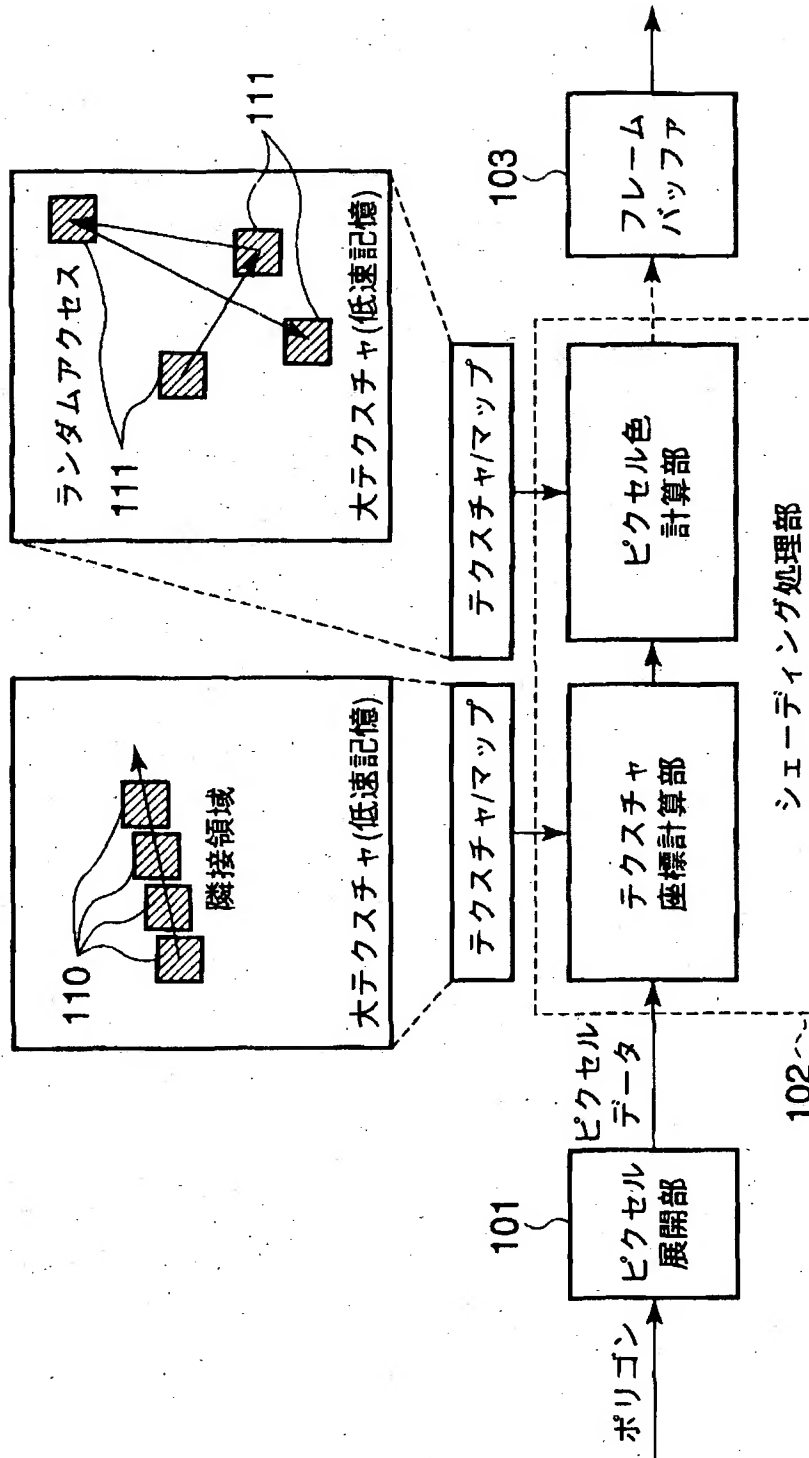 110
隣接領域
大テクスチャ(低速記憶)
ランダムアクセス
111
111
大テクスチャ(低速記憶)
テクスチャ/マップ
テクスチャ/マップ
ポリゴン
101
ピクセル
展開部
ピクセル
データ
テクスチャ
座標計算部
ピクセル色
計算部
103
フレーム
バッファ
102
シェーディング処理部